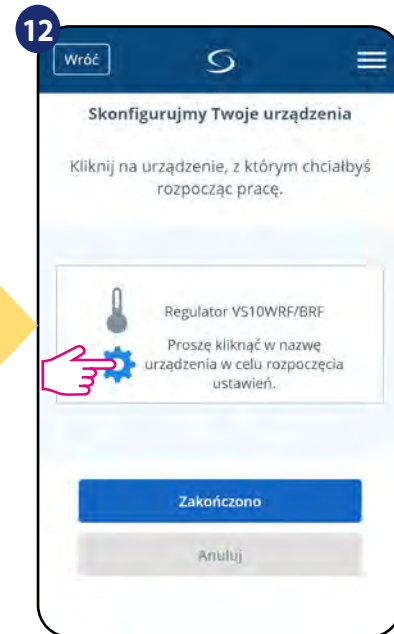 12
Wróć
Skonfigurujmy Twoje urządzenia
Kliknij na urządzenie, z którym chciałbyś
rozpocząc pracę.
Regulator VS10WRF/BRF
Proszę kliknąć w nazwę
urządzenia w celu rozpoczęcia
ustawień.
Zakończono
Anuluj